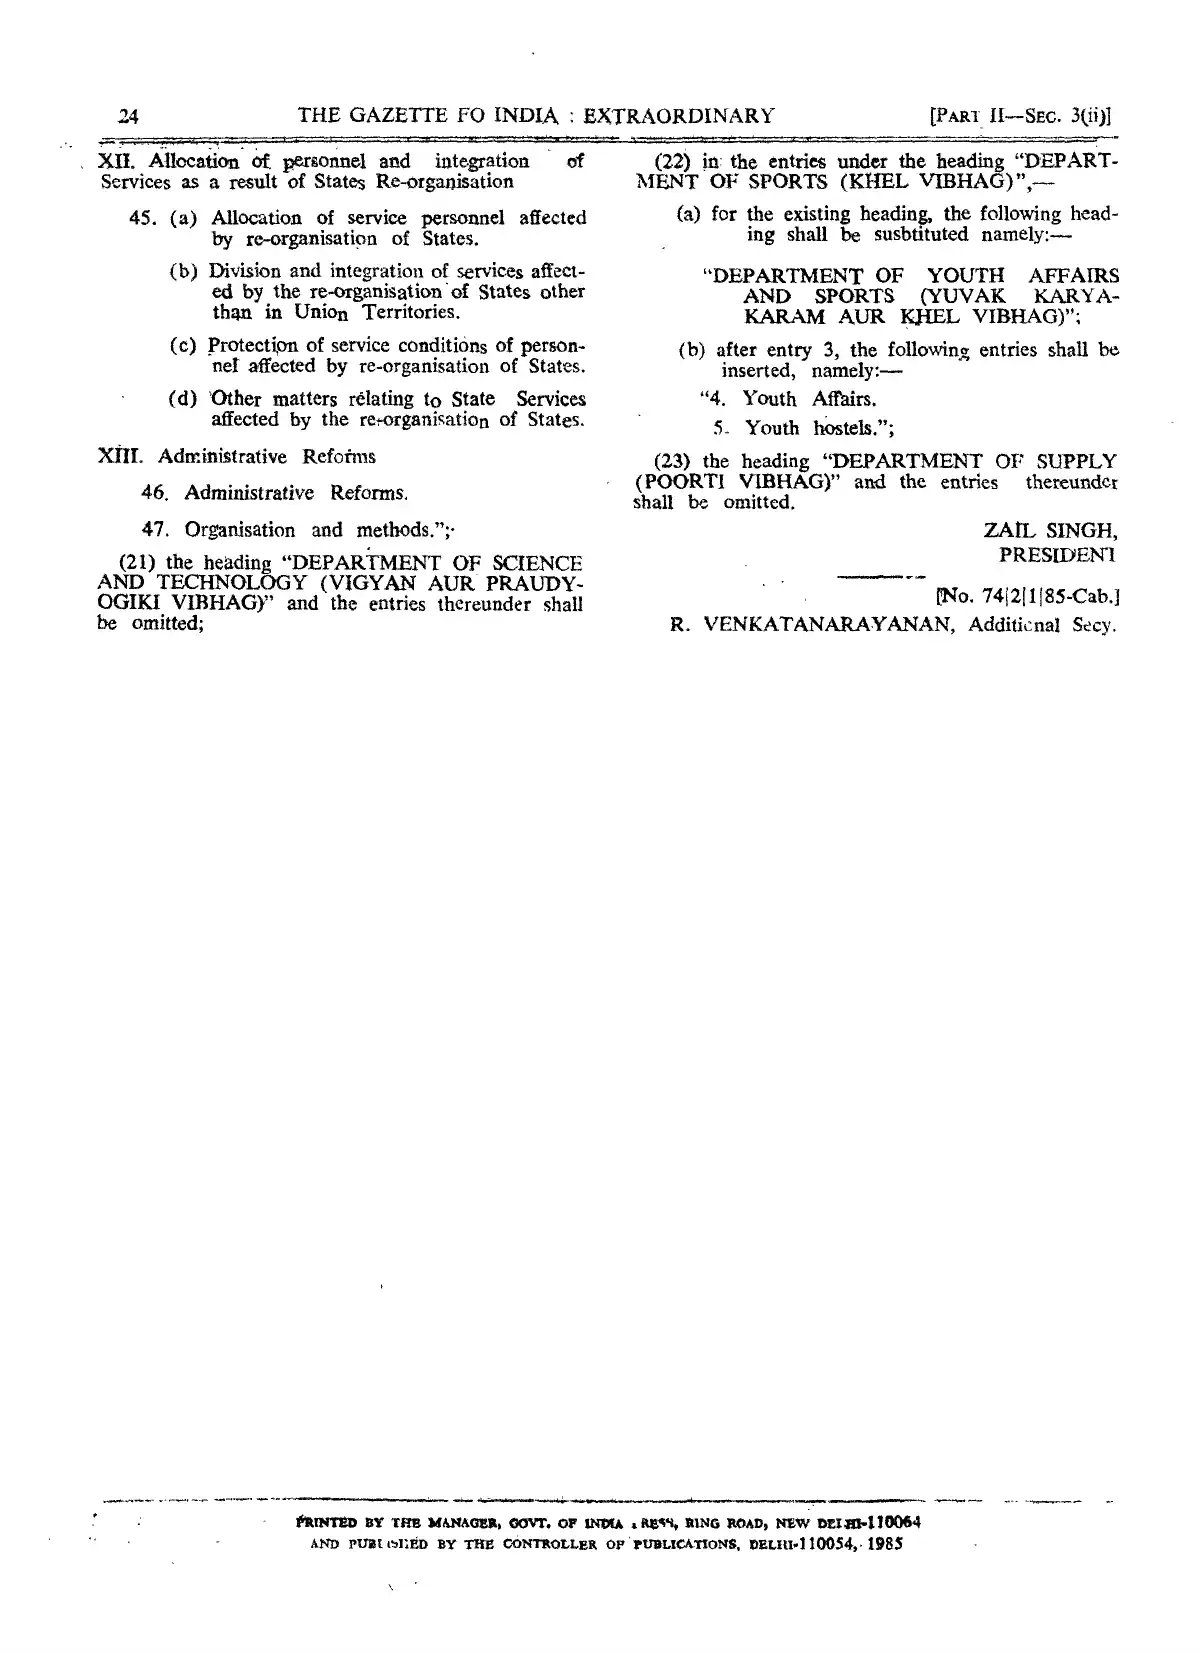 24 THE GAZETTE FO INDIA : EXTRAORDINARY [PART II—SEC. 3(ii)]
XII. Allocation of personnel and integration of
Services as a result of States Re-organisation
45. (a) Allocation of service personnel affected
by re-organisation of States.
(b) Division and integration of services affect-
ed by the re-organisation of States other
than in Union Territories.
(c) Protection of service conditions of person-
nel affected by re-organisation of States.
(d) Other matters relating to State Services
affected by the re-organisation of States.
XIII. Administrative Reforms
46. Administrative Reforms.
47. Organisation and methods.";
(21) the heading "DEPARTMENT OF SCIENCE
AND TECHNOLOGY (VIGYAN AUR PRAUDY-
OGIKI VIBHAG)" and the entries thereunder shall
be omitted;
(22) in the entries under the heading "DEPART-
MENT OF SPORTS (KHEL VIBHAG)",—
(a) for the existing heading, the following head-
ing shall be susbtituted namely:—
"DEPARTMENT OF YOUTH AFFAIRS
AND SPORTS (YUVAK KARYA-
KARAM AUR KHEL VIBHAG)";
(b) after entry 3, the following entries shall be
inserted, namely:—
"4. Youth Affairs.
5. Youth hostels.";
(23) the heading "DEPARTMENT OF SUPPLY
(POORTI VIBHAG)" and the entries thereunder
shall be omitted.
ZAIL SINGH,
PRESIDENT
[No. 74|2|1|85-Cab.]
R. VENKATANARAYANAN, Additional Secy.
PRINTED BY THE MANAGER, GOVT. OF INDIA PRESS, RING ROAD, NEW DELHI-110064
AND PUBLISHED BY THE CONTROLLER OF PUBLICATIONS, DELHI-110054, 1985